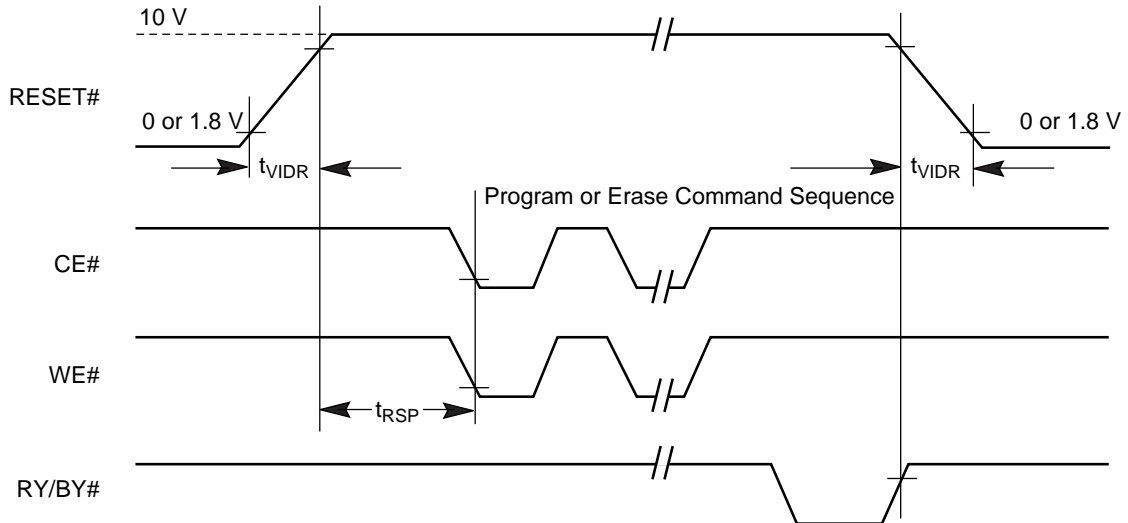 10 V
RESET#
0 or 1.8 V
0 or 1.8 V
tVIDR
tVIDR
Program or Erase Command Sequence
CE#
WE#
tRSP
RY/BY#